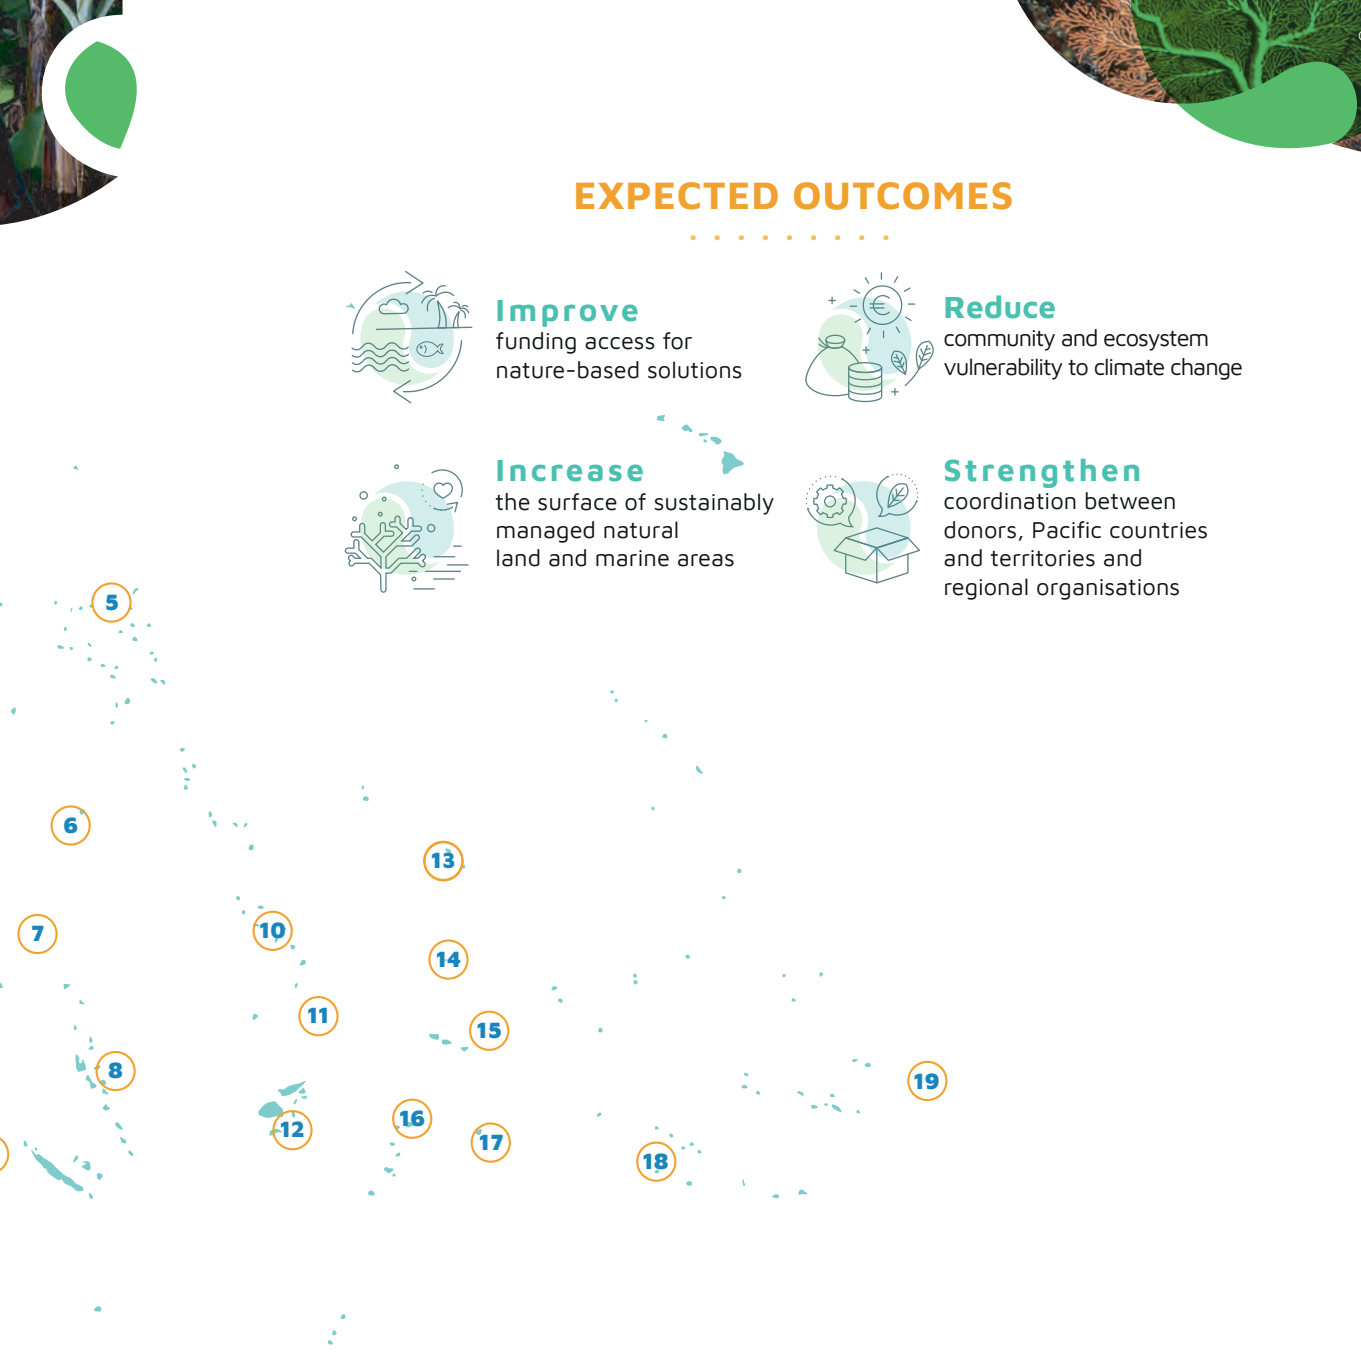 EXPECTED OUTCOMES
Improve
funding access for
nature-based solutions
Reduce
community and ecosystem
vulnerability to climate change
Increase
the surface of sustainably
managed natural
land and marine areas
Strengthen
coordination between
donors, Pacific countries
and territories and
regional organisations
5
6
13
7
10
14
11
15
8
19
16
12
17
18